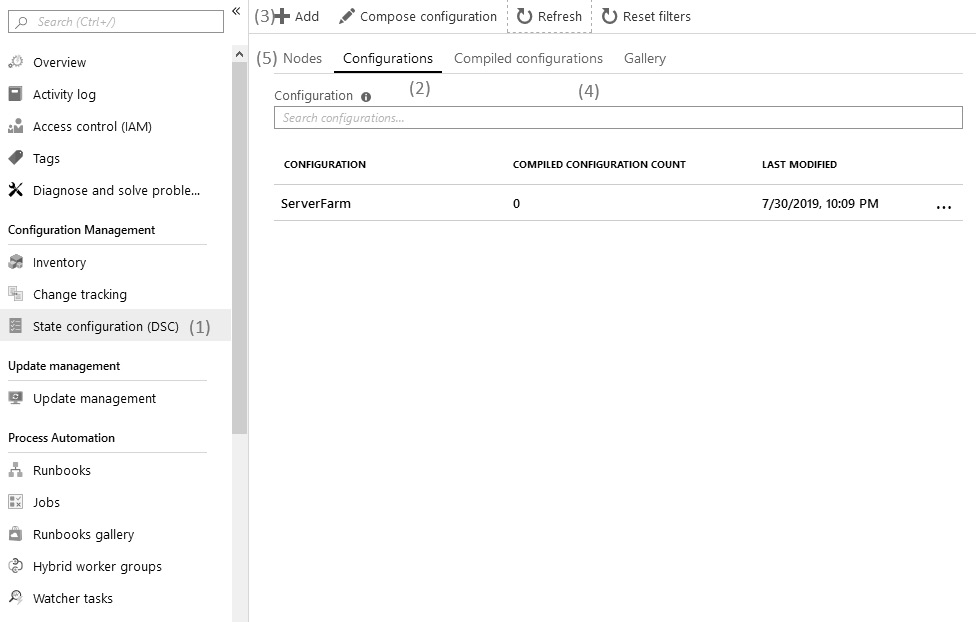 Search (Ctrl+/)
«
Overview
Activity log
Access control (IAM)
Tags
Diagnose and solve proble...
Configuration Management
Inventory
Change tracking
State configuration (DSC) (1)
Update management
Update management
Process Automation
Runbooks
Jobs
Runbooks gallery
Hybrid worker groups
Watcher tasks
(3) Add Compose configuration Refresh Reset filters
(5) Nodes Configurations Compiled configurations Gallery
(2) (4)
Configuration
Search configurations...
CONFIGURATION COMPILED CONFIGURATION COUNT LAST MODIFIED
ServerFarm 0 7/30/2019, 10:09 PM ...